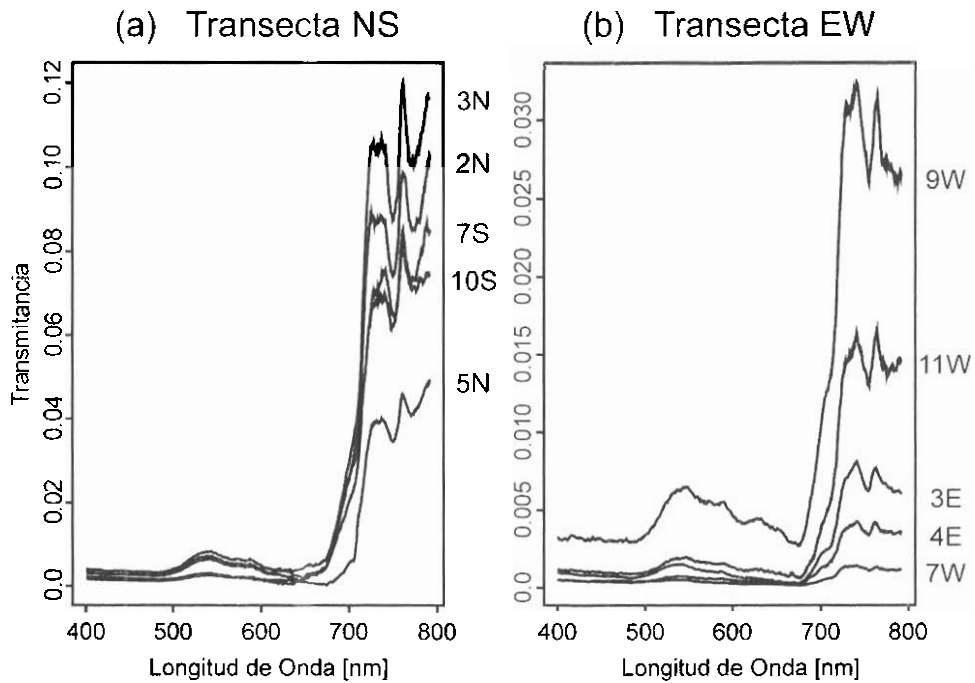 (a) Transecta NS
(b) Transecta EW
Transmitancia
0.12
0.10
0.08
0.06
0.04
0.02
0.0
3N
2N
7S
10S
5N
400 500 600 700 800
Longitud de Onda [nm]
0.030
0.025
0.020
0.015
0.010
0.005
0.0
9W
11W
3E
4E
7W
400 500 600 700 800
Longitud de Onda [nm]